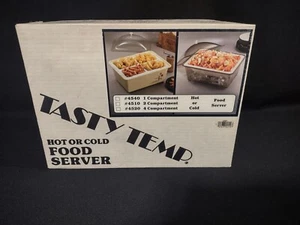 #4540 1 Compartment Hot
#4510 2 Compartment or Food
#4520 4 Compartment Cold Server
TASTY TEMP®
HOT OR COLD
FOOD
SERVER